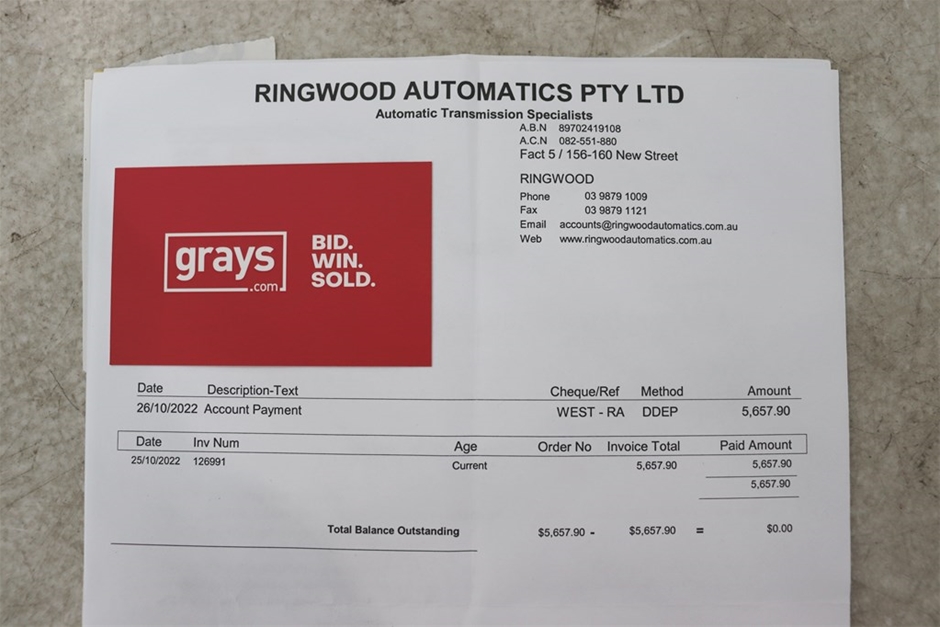 RINGWOOD AUTOMATICS PTY LTD
Automatic Transmission Specialists
A.B.N 89702419108
A.C.N 082-551-880
Fact 5 / 156-160 New Street
RINGWOOD
Phone 03 9879 1009
Fax 03 9879 1121
Email accounts@ringwoodautomatics.com.au
Web www.ringwoodautomatics.com.au
grays
.com
BID.
WIN.
SOLD.
Date Description-Text Cheque/Ref Method Amount
26/10/2022 Account Payment WEST - RA DDEP 5,657.90
Date Inv Num Age Order No Invoice Total Paid Amount
25/10/2022 126991 Current 5,657.90 5,657.90
5,657.90
Total Balance Outstanding $5,657.90 - $5,657.90 = $0.00